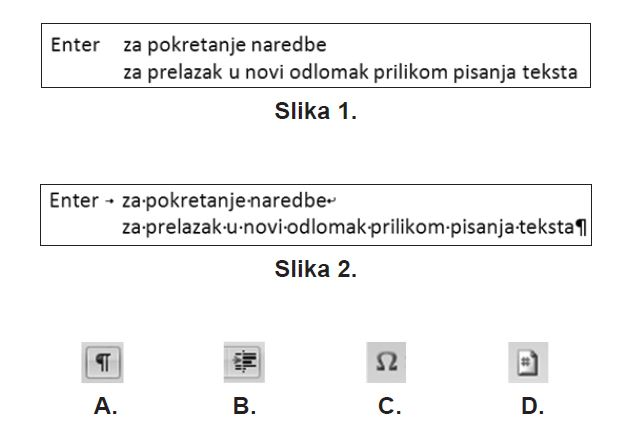 Enter za pokretanje naredbe
za prelazak u novi odlomak prilikom pisanja teksta
Slika 1.
Enter → za·pokretanje·naredbe↵
za·prelazak·u·novi·odlomak·prilikom·pisanja·teksta¶
Slika 2.
¶ Ω #
A. B. C. D.